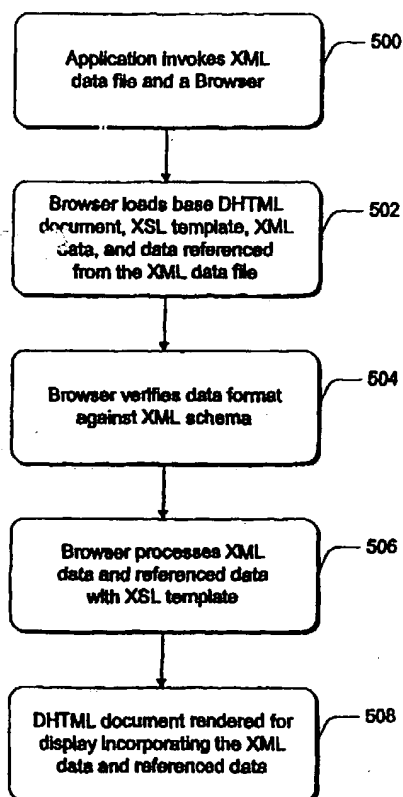 Application invokes XML
data file and a Browser
500
Browser loads base DHTML
document, XSL template, XML
data, and data referenced
from the XML data file
502
Browser verifies data format
against XML schema
504
Browser processes XML
data and referenced data
with XSL template
506
DHTML document rendered for
display incorporating the XML
data and referenced data
508